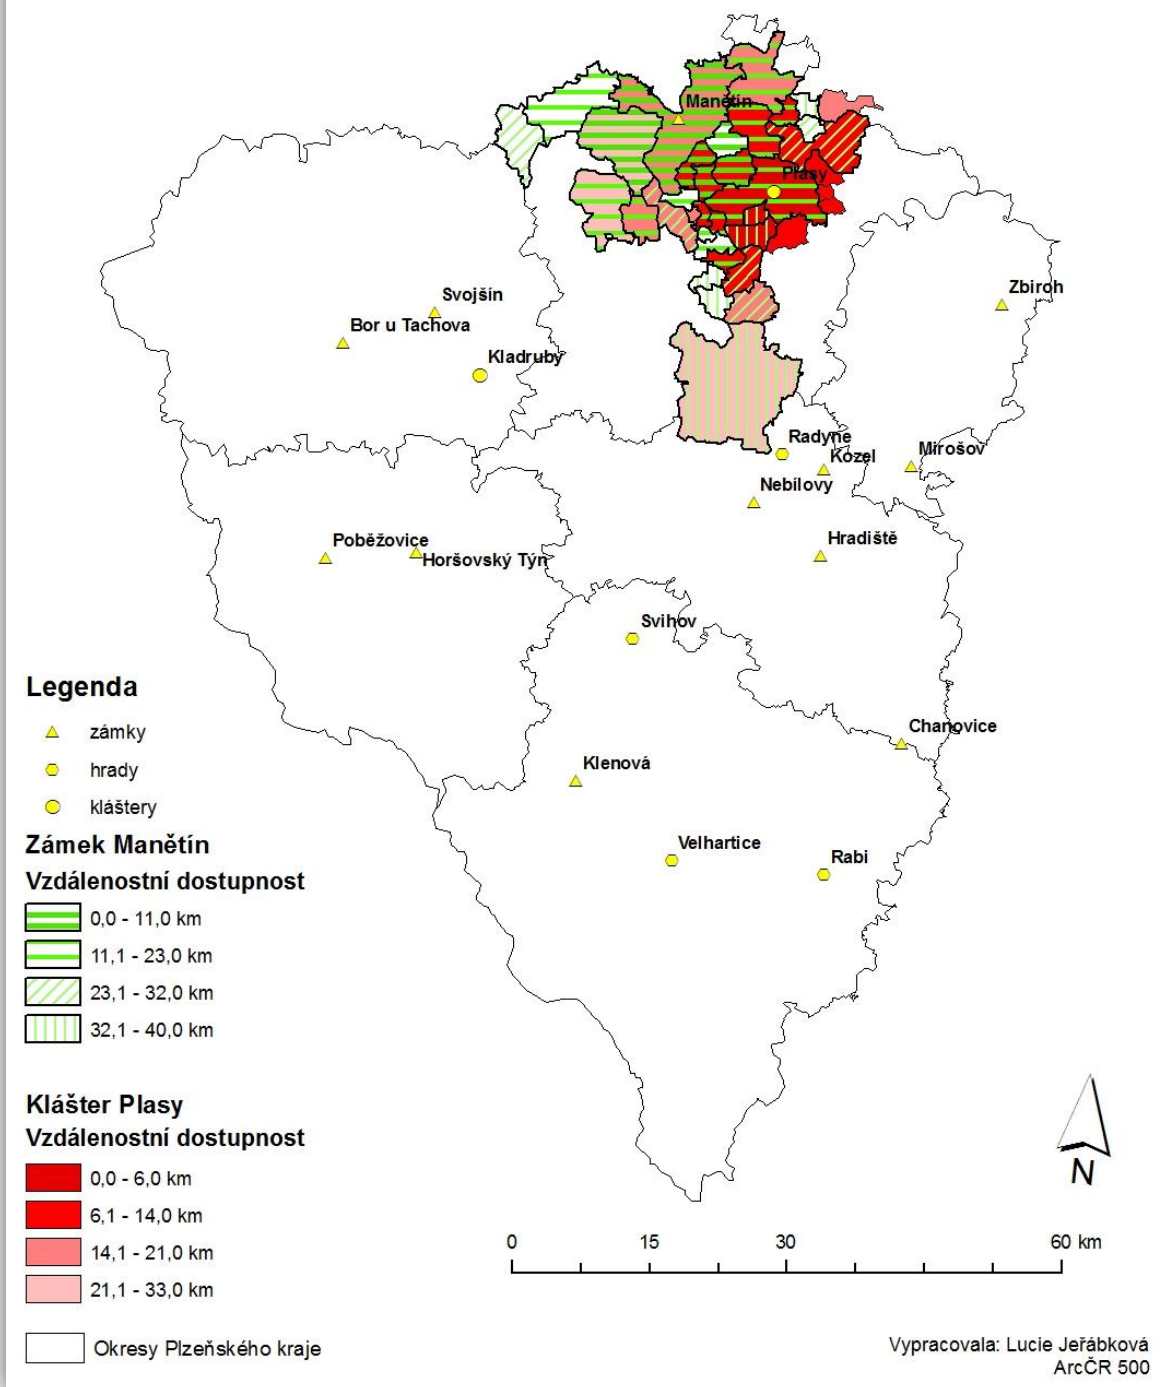 Manětín
Plasy
Zbiroh
Svojšín
Bor u Tachova
Kladruby
Radyne
Kozel
Mirošov
Nebílovy
Hradiště
Poběžovice
Horšovský Týn
Svihov
Chanovice
Klenová
Velhartice
Rabi
Legenda
zámky
hrady
kláštery
Zámek Manětín
Vzdálenostní dostupnost
0,0 - 11,0 km
11,1 - 23,0 km
23,1 - 32,0 km
32,1 - 40,0 km
Klášter Plasy
Vzdálenostní dostupnost
0,0 - 6,0 km
6,1 - 14,0 km
14,1 - 21,0 km
21,1 - 33,0 km
Okresy Plzeňského kraje
N
0 15 30 60 km
Vypracovala: Lucie Jeřábková
ArcČR 500